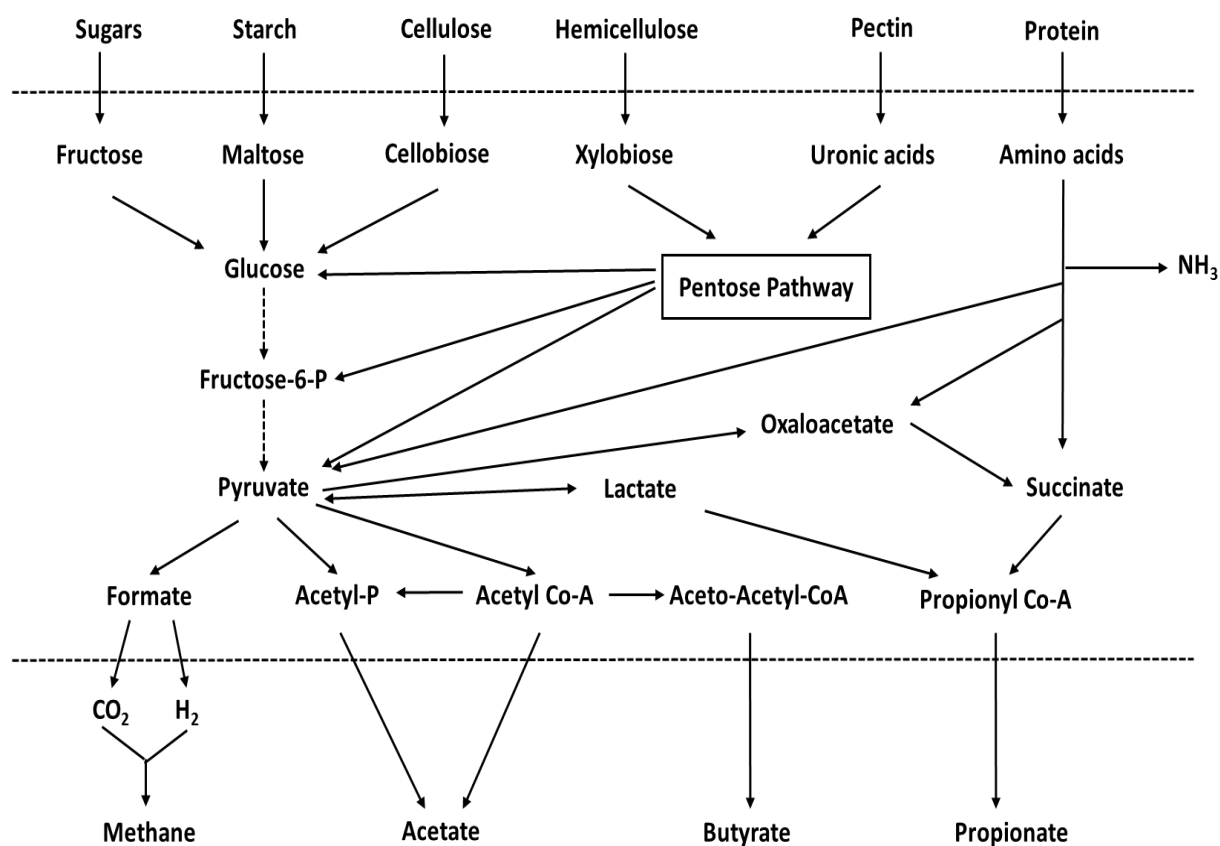 Sugars Starch Cellulose Hemicellulose Pectin Protein
Fructose Maltose Cellobiose Xylobiose Uronic acids Amino acids
Glucose Pentose Pathway NH₃
Fructose-6-P
Oxaloacetate
Pyruvate Lactate Succinate
Formate Acetyl-P Acetyl Co-A Aceto-Acetyl-CoA Propionyl Co-A
CO₂ H₂
Methane Acetate Butyrate Propionate